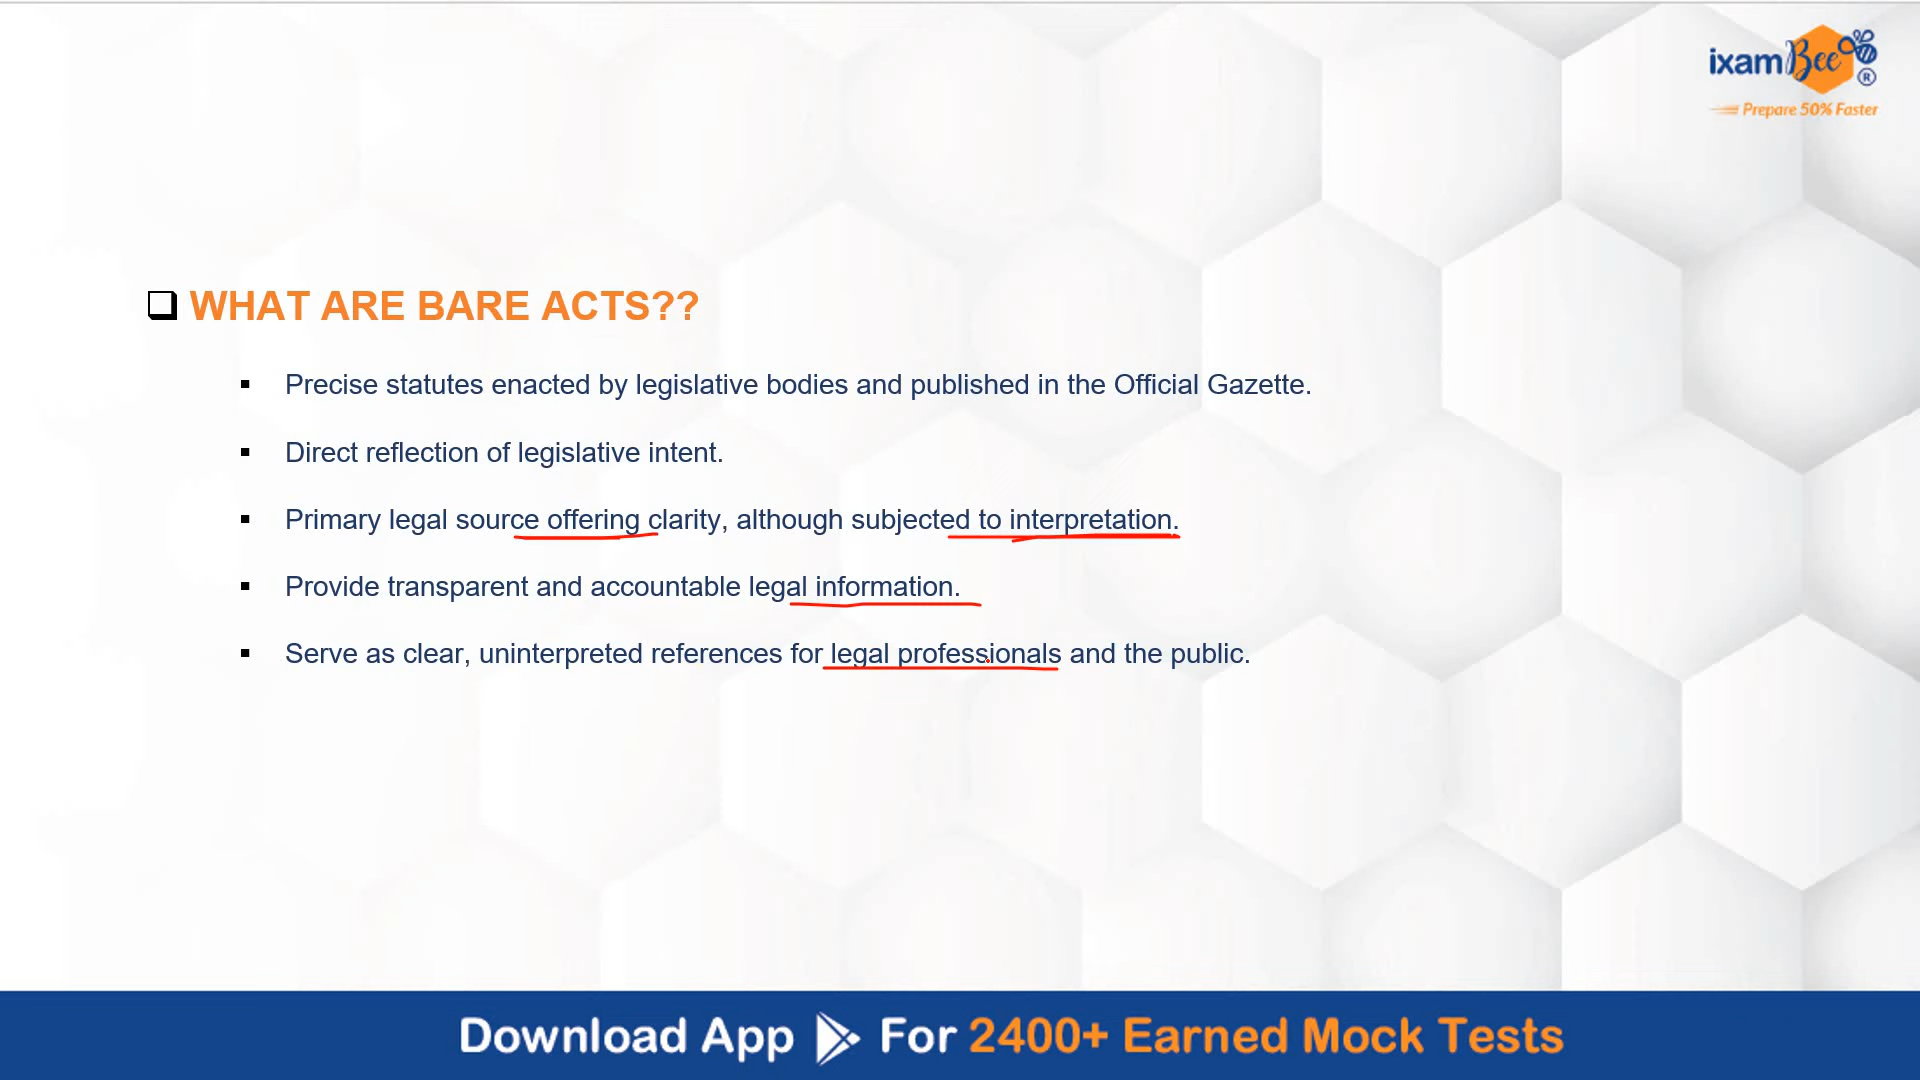 ixamBee®
Prepare 50% Faster
WHAT ARE BARE ACTS??
Precise statutes enacted by legislative bodies and published in the Official Gazette.
Direct reflection of legislative intent.
Primary legal source offering clarity, although subjected to interpretation.
Provide transparent and accountable legal information.
Serve as clear, uninterpreted references for legal professionals and the public.
Download App For 2400+ Earned Mock Tests